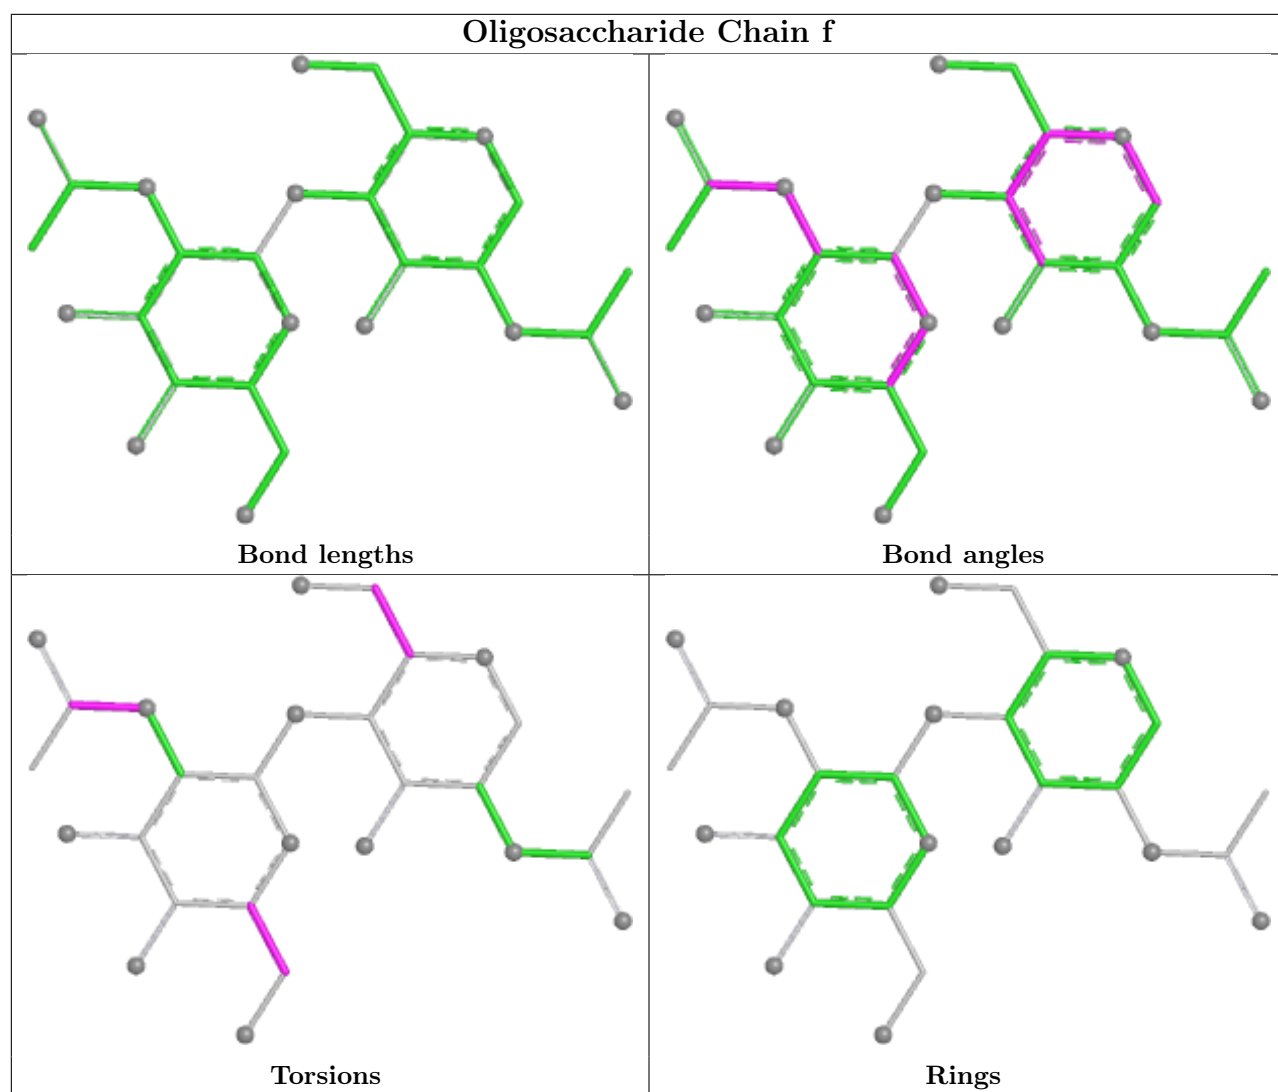 Oligosaccharide Chain f
Bond lengths
Bond angles
Torsions
Rings